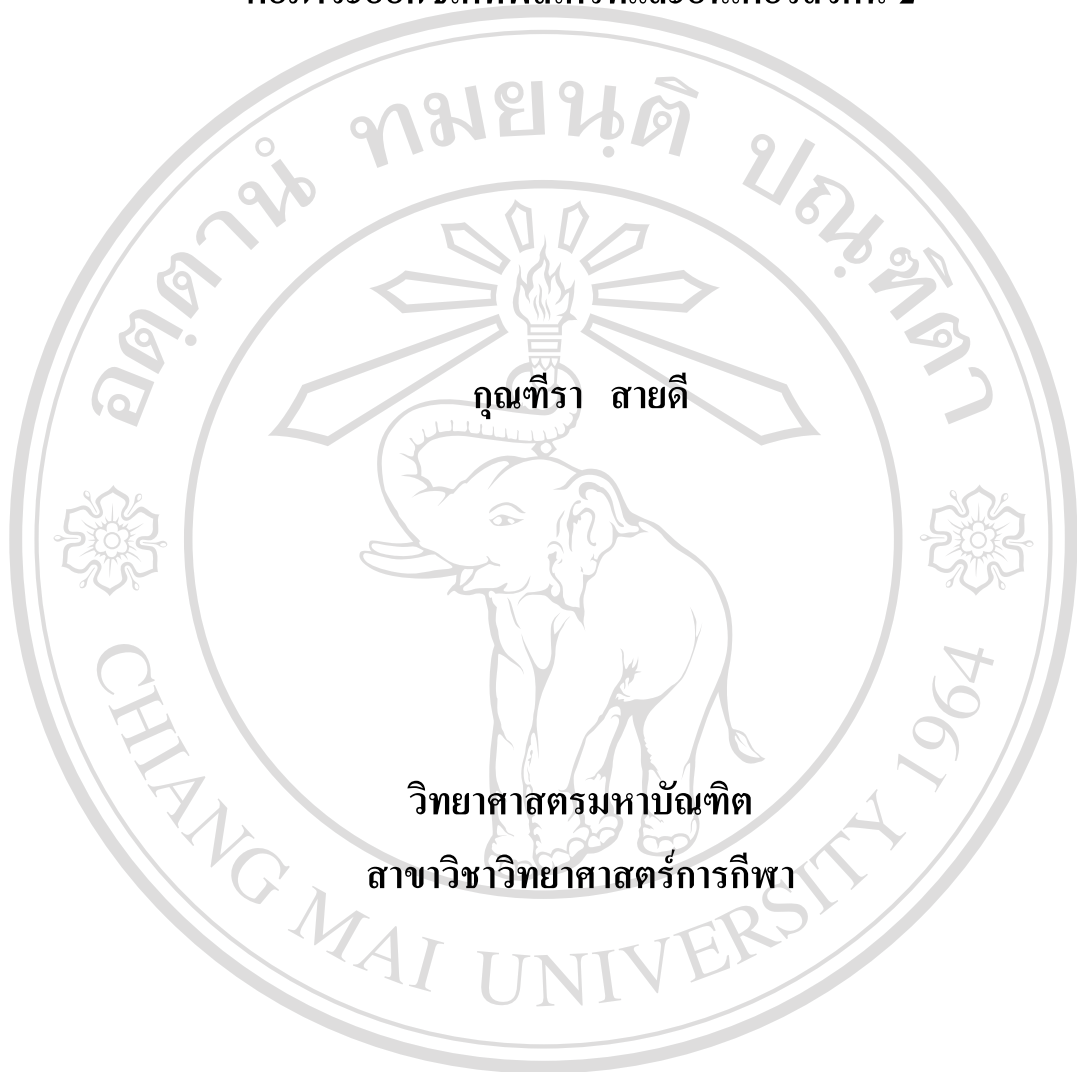 2
อตฺตานํ ทมยนฺติ ปณฺฑิตา
กุณฑีรา สายดี
วิทยาศาสตรมหาบัณฑิต
สาขาวิชาวิทยาศาสตร์การกีฬา
CHIANG MAI UNIVERSITY 1964